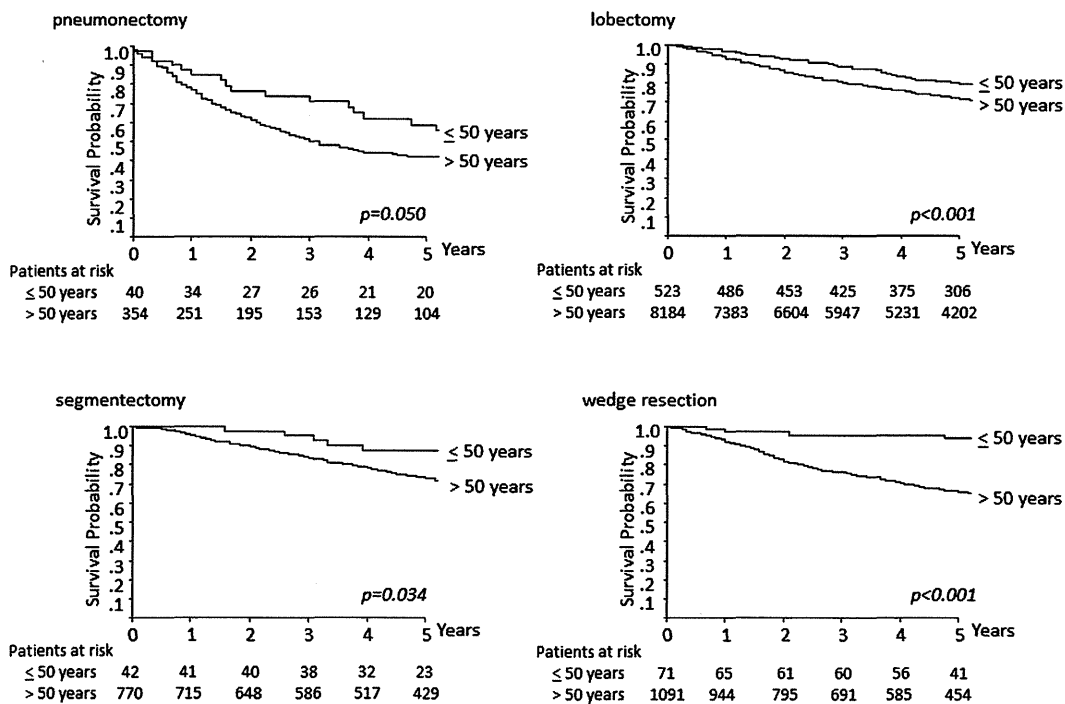 pneumonectomy
Survival Probability
1.0
.9
.8
.7
.6
.5
.4
.3
.2
.1
≤ 50 years
> 50 years
p=0.050
0 1 2 3 4 5 Years
Patients at risk
≤ 50 years 40 34 27 26 21 20
> 50 years 354 251 195 153 129 104
lobectomy
Survival Probability
1.0
.9
.8
.7
.6
.5
.4
.3
.2
.1
≤ 50 years
> 50 years
p<0.001
0 1 2 3 4 5 Years
Patients at risk
≤ 50 years 523 486 453 425 375 306
> 50 years 8184 7383 6604 5947 5231 4202
segmentectomy
Survival Probability
1.0
.9
.8
.7
.6
.5
.4
.3
.2
.1
≤ 50 years
> 50 years
p=0.034
0 1 2 3 4 5 Years
Patients at risk
≤ 50 years 42 41 40 38 32 23
> 50 years 770 715 648 586 517 429
wedge resection
Survival Probability
1.0
.9
.8
.7
.6
.5
.4
.3
.2
.1
≤ 50 years
> 50 years
p<0.001
0 1 2 3 4 5 Years
Patients at risk
≤ 50 years 71 65 61 60 56 41
> 50 years 1091 944 795 691 585 454